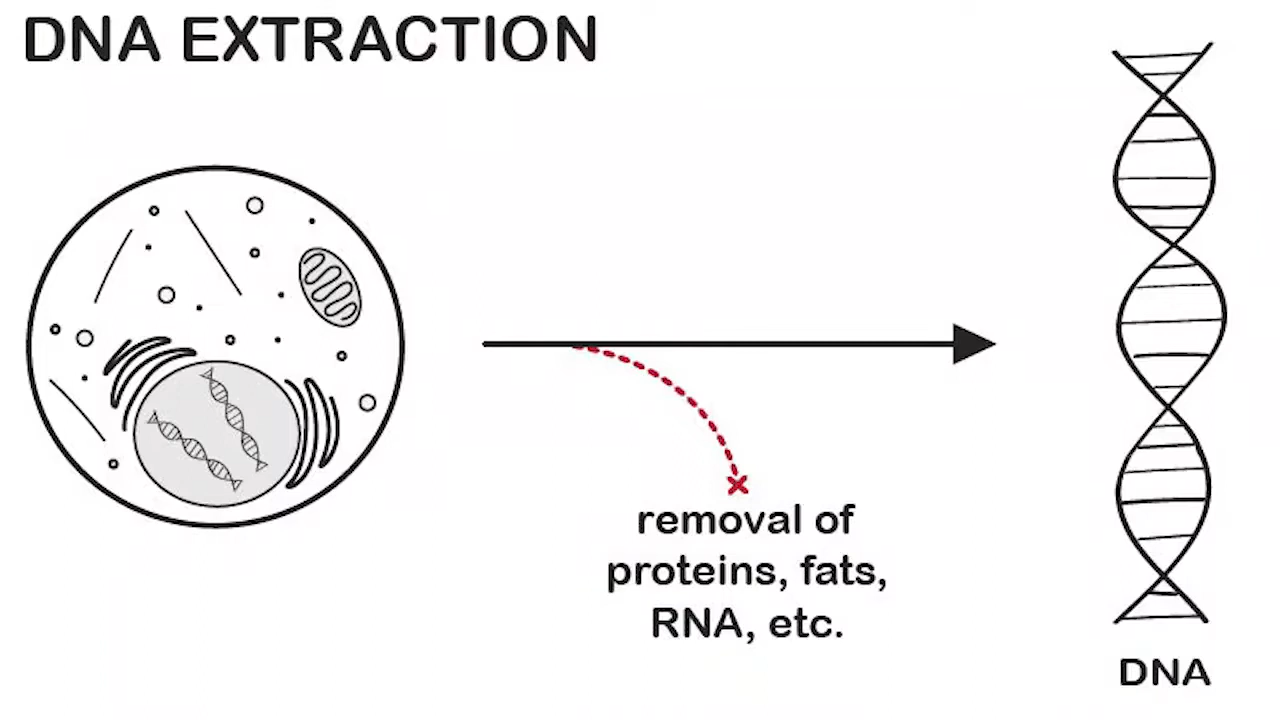 DNA EXTRACTION
removal of
proteins, fats,
RNA, etc.
DNA